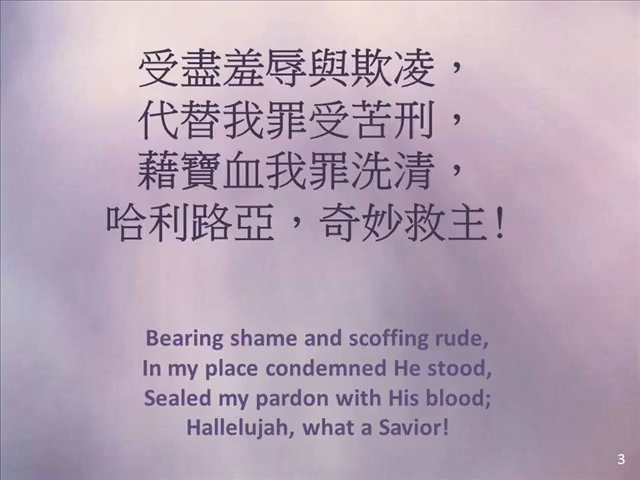 受盡羞辱與欺凌，
代替我罪受苦刑，
藉寶血我罪洗清，
哈利路亞，奇妙救主!
Bearing shame and scoffing rude,
In my place condemned He stood,
Sealed my pardon with His blood;
Hallelujah, what a Savior!
3